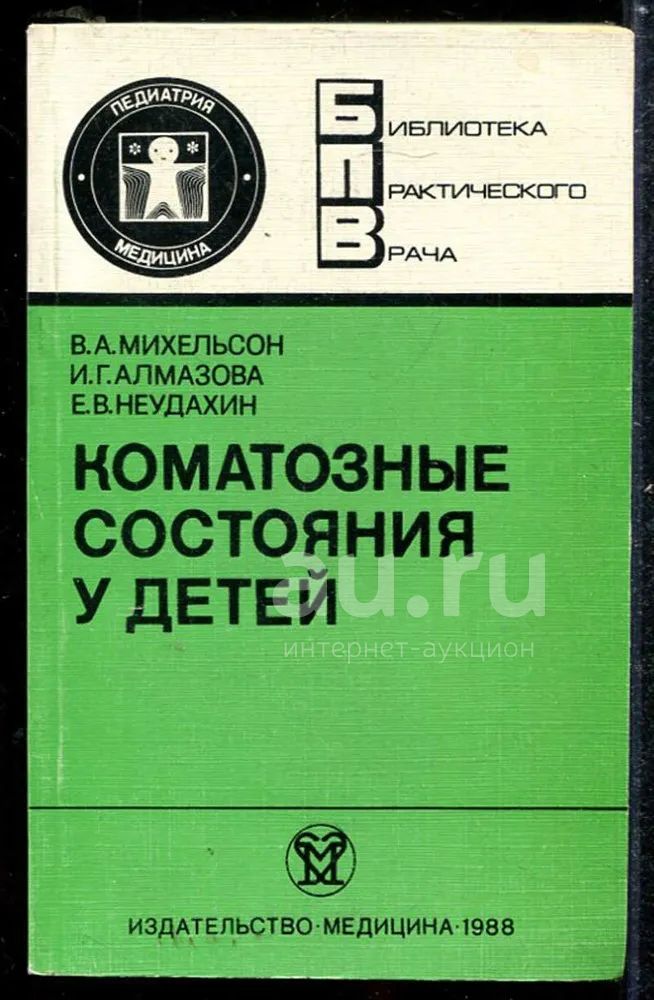 ПЕДИАТРИЯ
МЕДИЦИНА
БИБЛИОТЕКА
ПРАКТИЧЕСКОГО
ВРАЧА
В.А.МИХЕЛЬСОН
И.Г.АЛМАЗОВА
Е.В.НЕУДАХИН
КОМАТОЗНЫЕ
СОСТОЯНИЯ
У ДЕТЕЙ
au.ru
интернет-аукцион
М
ИЗДАТЕЛЬСТВО·МЕДИЦИНА·1988